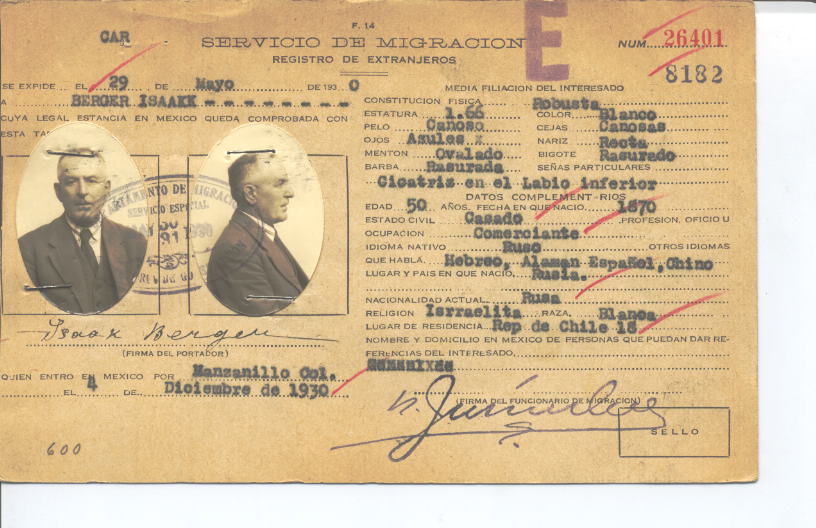 F. 14
CAR
E
SERVICIO DE MIGRACION
NUM. 26401
REGISTRO DE EXTRANJEROS
8182
SE EXPIDE EL 29 DE Mayo DE 1930
A BERGER ISAAKK
CUYA LEGAL ESTANCIA EN MEXICO QUEDA COMPROBADA CON
ESTA
Isaak Berger
(FIRMA DEL PORTADOR)
QUIEN ENTRO EN MEXICO POR Manzanillo Col.
EL 4 DE Diciembre de 1930
600
MEDIA FILIACION DEL INTERESADO
CONSTITUCION FISICA Robusta
ESTATURA 1.66 COLOR Blanco
PELO Canoso CEJAS Canosas
OJOS Azules NARIZ Recta
MENTON Ovalado BIGOTE Rasurado
BARBA Rasurada SEÑAS PARTICULARES
Cicatriz en el Labio inferior
DATOS COMPLEMENT RIOS
EDAD 50 AÑOS. FECHA EN QUE NACIO 1870
ESTADO CIVIL Casado PROFESION, OFICIO U
OCUPACION Comerciante
IDIOMA NATIVO Ruso OTROS IDIOMAS
QUE HABLA Hebreo, Alaman Español, Chino
LUGAR Y PAIS EN QUE NACIO Rusia.
NACIONALIDAD ACTUAL Rusa
RELIGION Isrraelita RAZA Blanca
LUGAR DE RESIDENCIA Rep de Chile 18
NOMBRE Y DOMICILIO EN MEXICO DE PERSONAS QUE PUEDAN DAR RE-
FERENCIAS DEL INTERESADO
(FIRMA DEL FUNCIONARIO DE MIGRACION)
SELLO